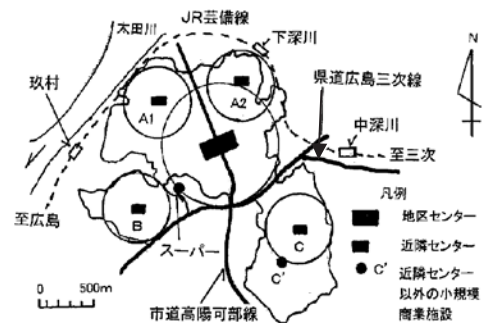 JR芸備線
太田川
下深川
N
県道広島三次線
玖村
A1
A2
中深川
至三次
至広島
凡例
地区センター
B
スーパー
C
近隣センター
C'
C' 近隣センター
以外の小規模
商業施設
0 500m
市道高陽可部線